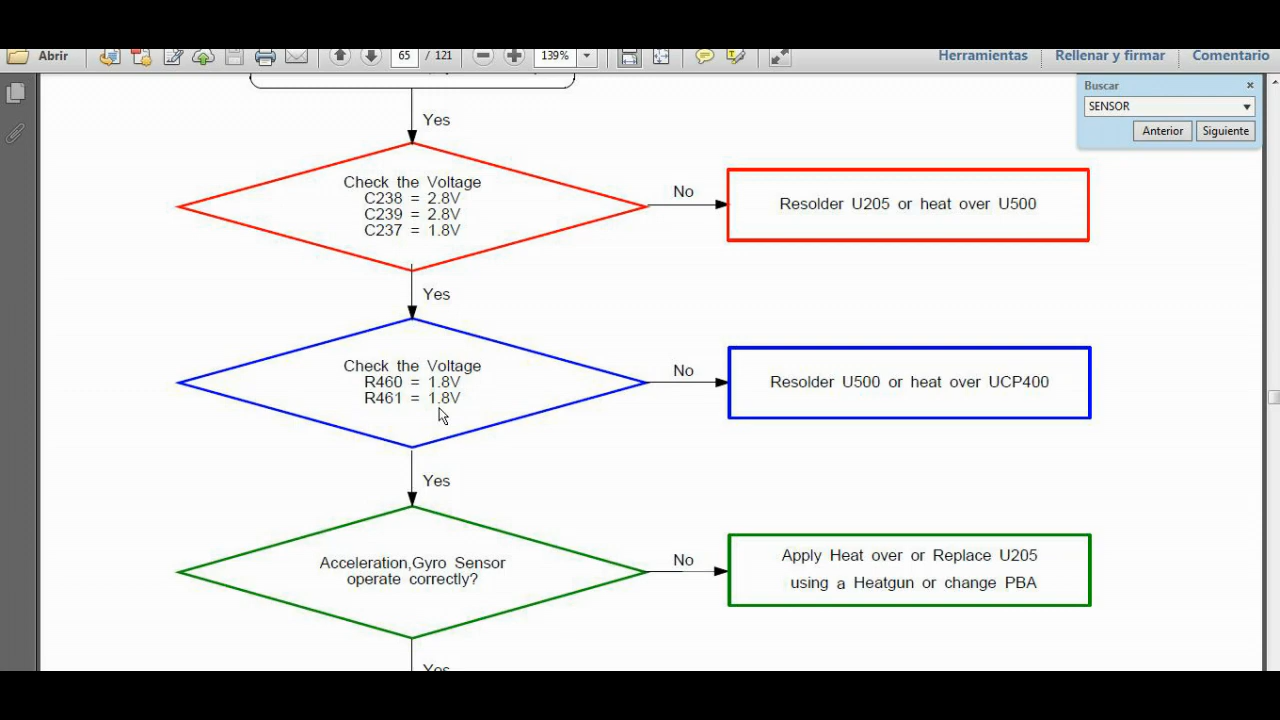 Abrir
65 / 121
139%
Herramientas
Rellenar y firmar
Comentario
Buscar
SENSOR
Anterior
Siguiente
Yes
Check the Voltage
C238 = 2.8V
C239 = 2.8V
C237 = 1.8V
No
Resolder U205 or heat over U500
Yes
Check the Voltage
R460 = 1.8V
R461 = 1.8V
No
Resolder U500 or heat over UCP400
Yes
Acceleration,Gyro Sensor
operate correctly?
No
Apply Heat over or Replace U205
using a Heatgun or change PBA
Yes